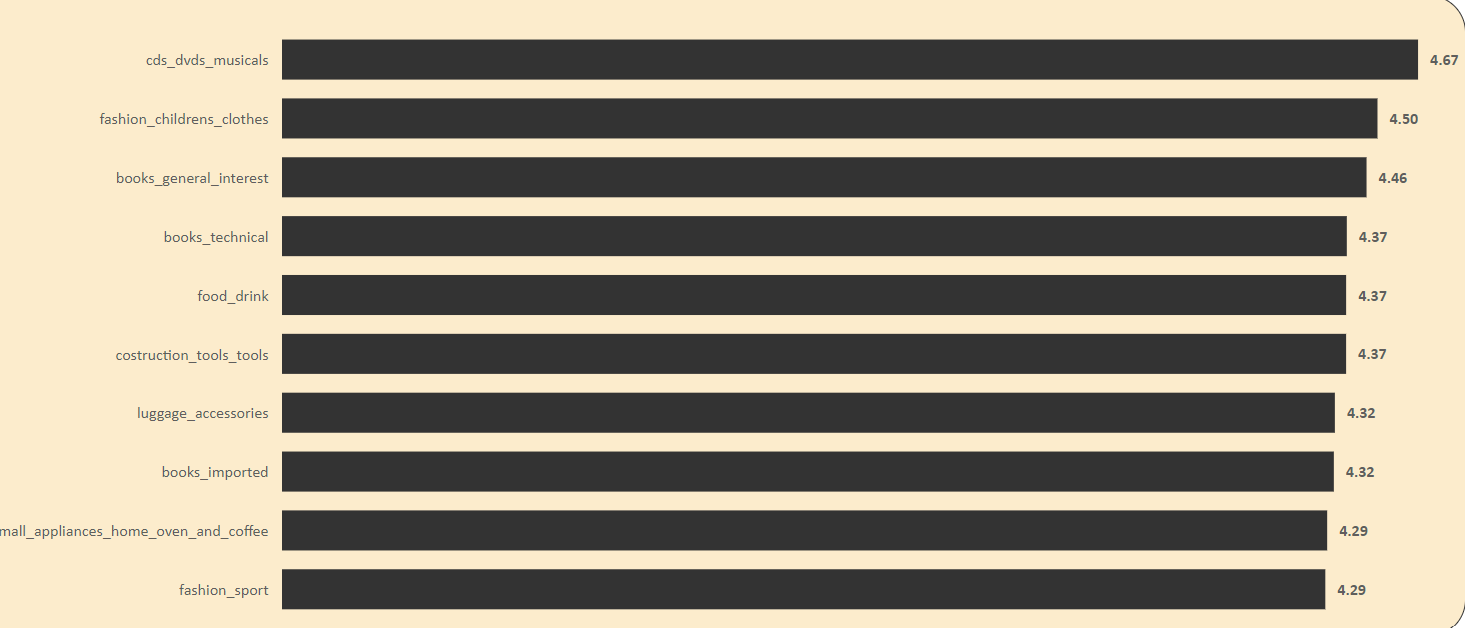 cds_dvds_musicals 4.67
fashion_childrens_clothes 4.50
books_general_interest 4.46
books_technical 4.37
food_drink 4.37
costruction_tools_tools 4.37
luggage_accessories 4.32
books_imported 4.32
mall_appliances_home_oven_and_coffee 4.29
fashion_sport 4.29